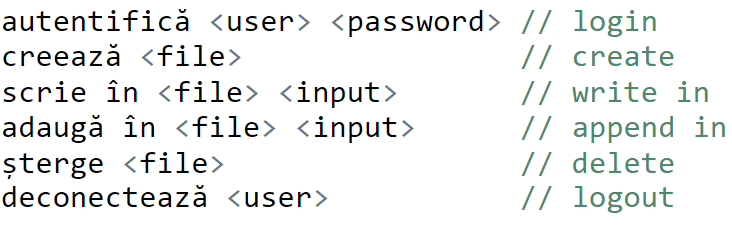 autentifică <user> <password> // login
creează <file> // create
scrie în <file> <input> // write in
adaugă în <file> <input> // append in
șterge <file> // delete
deconectează <user> // logout